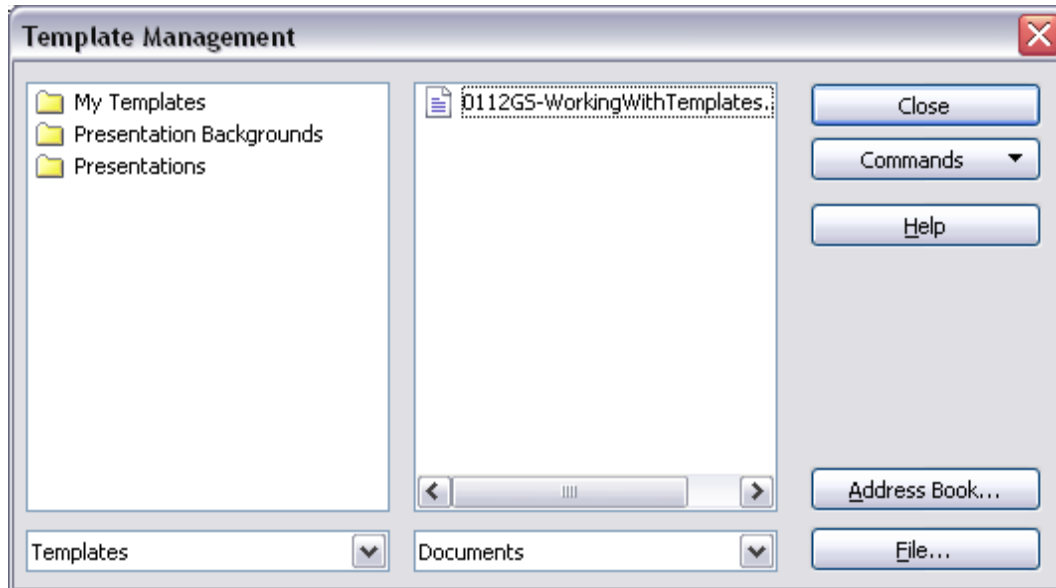 Template Management
My Templates
Presentation Backgrounds
Presentations
0112GS-WorkingWithTemplates.
Close
Commands
Help
Address Book...
Templates
Documents
File...